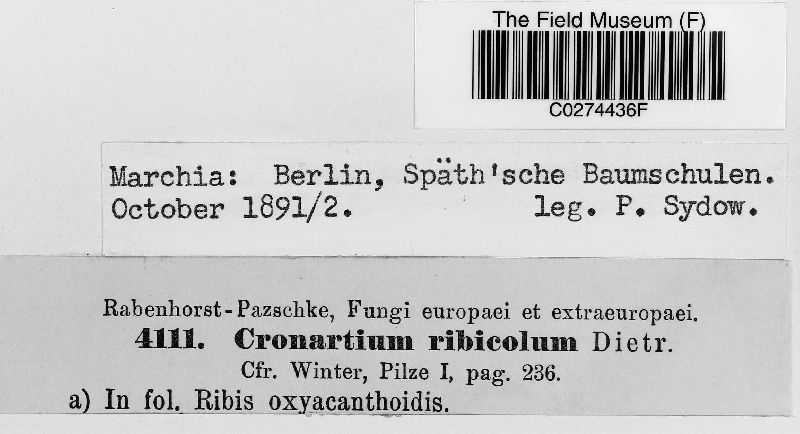 The Field Museum (F)
C0274436F
Marchia: Berlin, Späth'sche Baumschulen.
October 1891/2. leg. P. Sydow.
Rabenhorst-Pazschke, Fungi europaei et extraeuropaei.
4111. Cronartium ribicolum Dietr.
Cfr. Winter, Pilze I, pag. 236.
a) In fol. Ribis oxyacanthoidis.